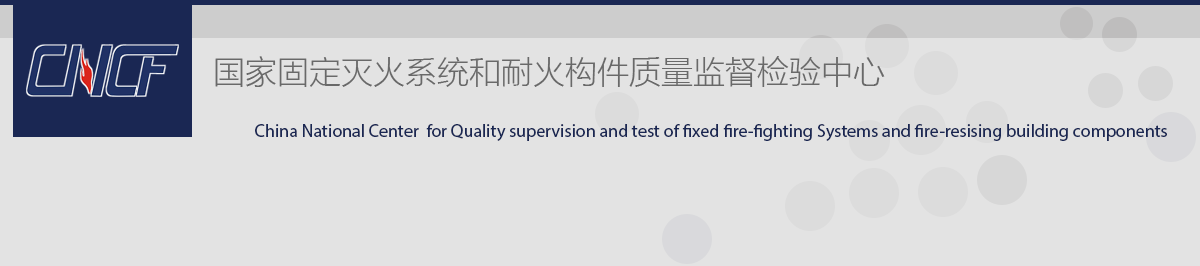 CNCF
国家固定灭火系统和耐火构件质量监督检验中心
China National Center  for Quality supervision and test of fixed fire-fighting Systems and fire-resising building components